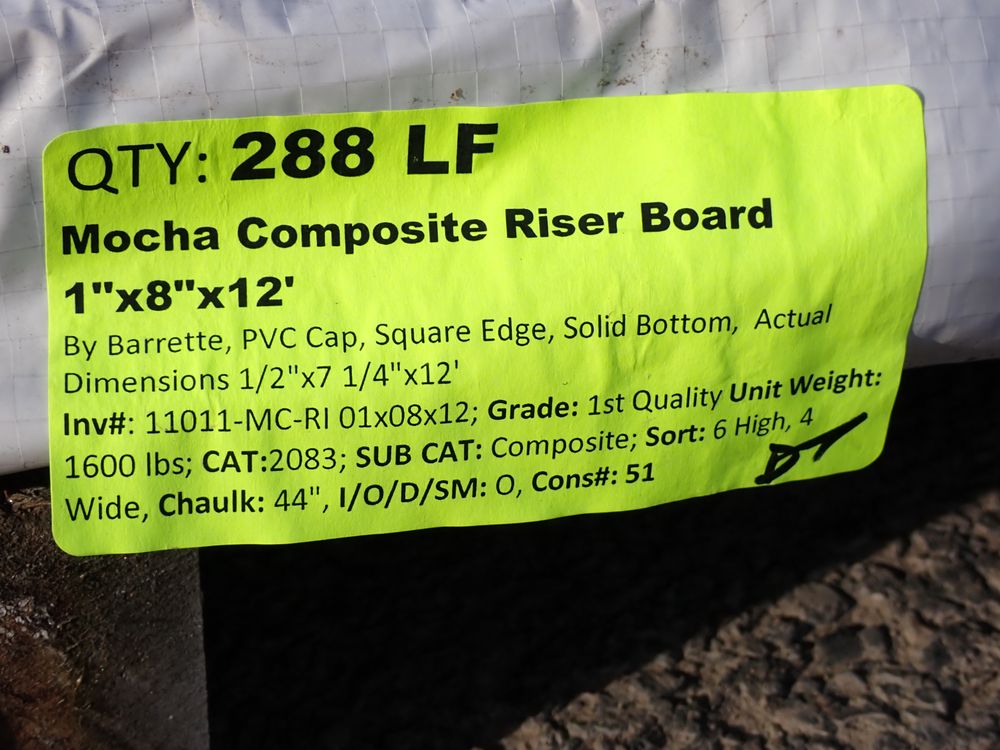 QTY: 288 LF
Mocha Composite Riser Board
1"x8"x12'
By Barrette, PVC Cap, Square Edge, Solid Bottom, Actual
Dimensions 1/2"x7 1/4"x12'
Inv#: 11011-MC-RI 01x08x12; Grade: 1st Quality Unit Weight:
1600 lbs; CAT:2083; SUB CAT: Composite; Sort: 6 High, 4
Wide, Chaulk: 44", I/O/D/SM: O, Cons#: 51